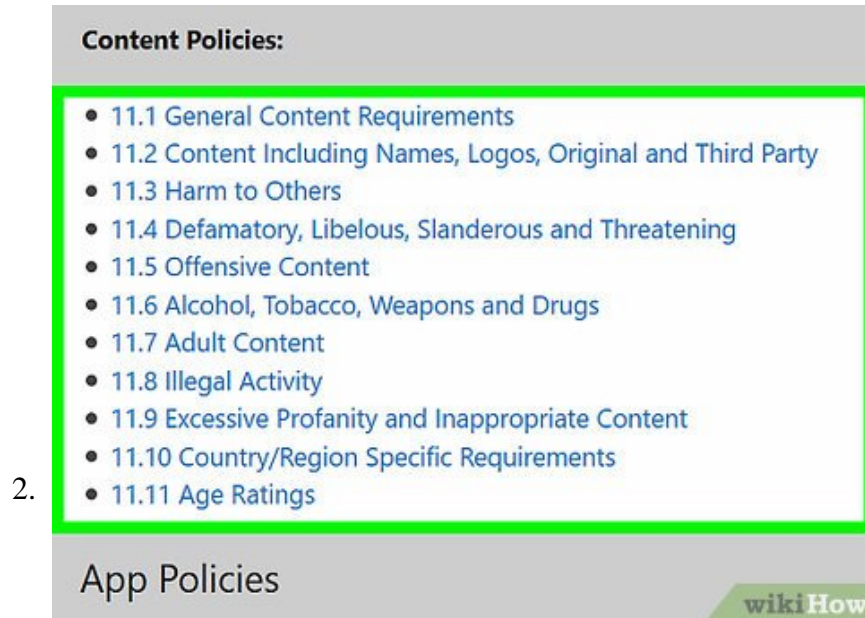 Content Policies:
11.1 General Content Requirements
11.2 Content Including Names, Logos, Original and Third Party
11.3 Harm to Others
11.4 Defamatory, Libelous, Slanderous and Threatening
11.5 Offensive Content
11.6 Alcohol, Tobacco, Weapons and Drugs
11.7 Adult Content
11.8 Illegal Activity
11.9 Excessive Profanity and Inappropriate Content
11.10 Country/Region Specific Requirements
2.
11.11 Age Ratings
App Policies
wikiHow